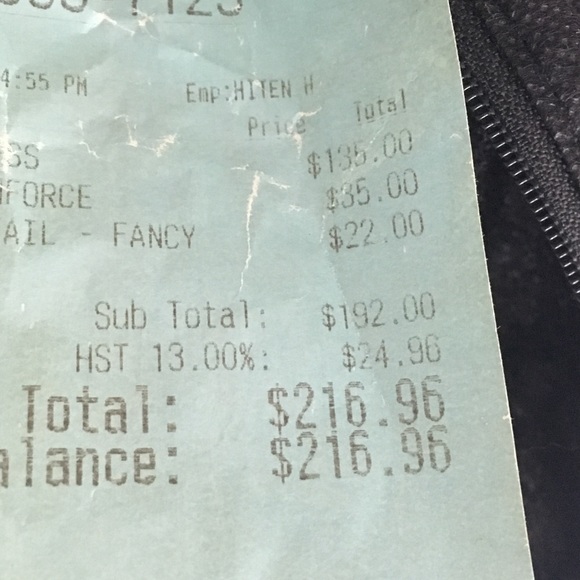 4:55 PM Emp:HITEN H
Price Total
SS $135.00
FORCE $35.00
AIL - FANCY $22.00
Sub Total: $192.00
HST 13.00%: $24.96
Total: $216.96
alance: $216.96